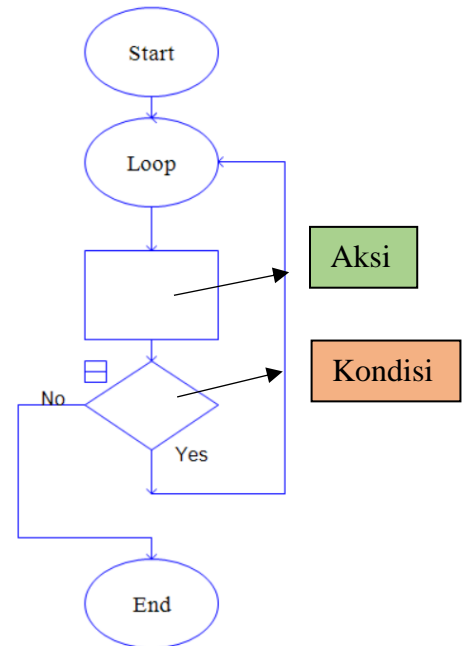 Start
Loop
Aksi
Kondisi
No
Yes
End